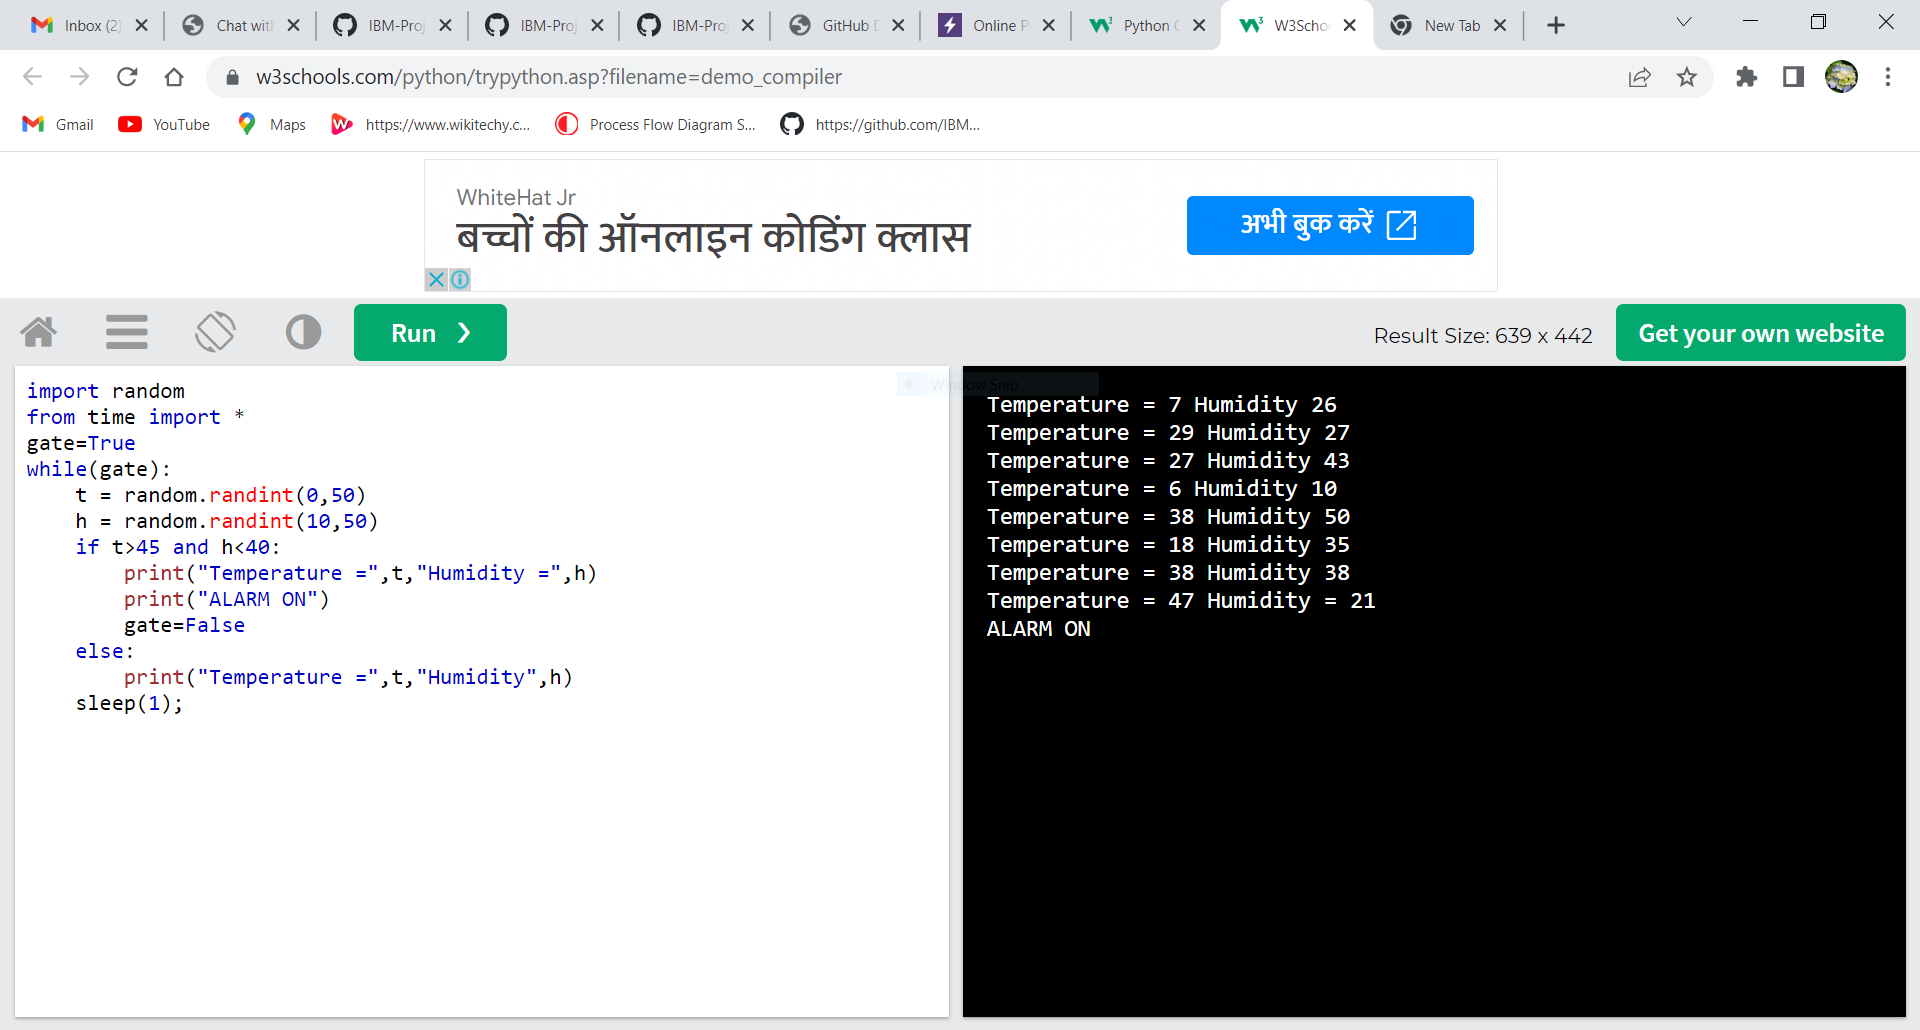 Inbox (2)
Chat with
IBM-Proj
IBM-Proj
IBM-Proj
GitHub
Online P
Python
W3Scho
New Tab
w3schools.com/python/trypython.asp?filename=demo_compiler
Gmail
YouTube
Maps
https://www.wikitechy.c...
Process Flow Diagram S...
https://github.com/IBM...
WhiteHat Jr
बच्चों की ऑनलाइन कोडिंग क्लास
अभी बुक करें
Run ❯
Result Size: 639 x 442
Get your own website
Window Snip
import random
from time import *
gate=True
while(gate):
    t = random.randint(0,50)
    h = random.randint(10,50)
    if t>45 and h<40:
        print("Temperature =",t,"Humidity =",h)
        print("ALARM ON")
        gate=False
    else:
        print("Temperature =",t,"Humidity",h)
    sleep(1);
Temperature = 7 Humidity 26
Temperature = 29 Humidity 27
Temperature = 27 Humidity 43
Temperature = 6 Humidity 10
Temperature = 38 Humidity 50
Temperature = 18 Humidity 35
Temperature = 38 Humidity 38
Temperature = 47 Humidity = 21
ALARM ON